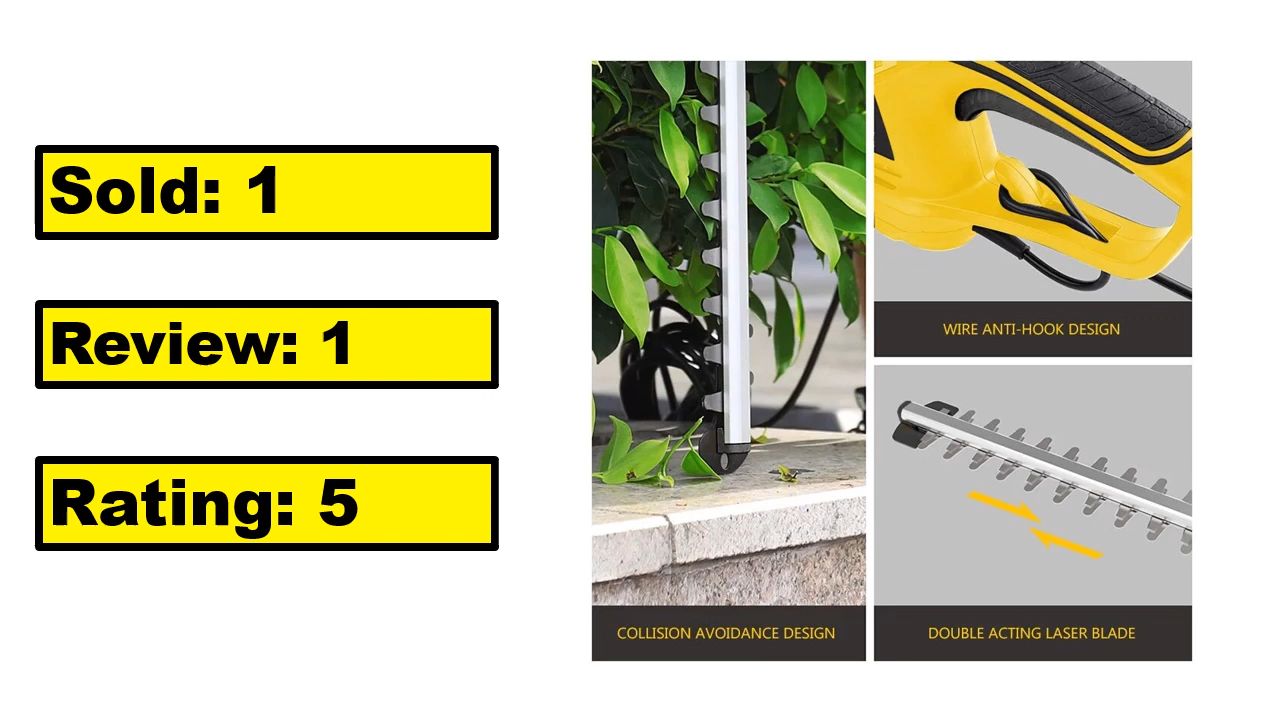 Sold: 1
Review: 1
Rating: 5
WIRE ANTI-HOOK DESIGN
COLLISION AVOIDANCE DESIGN
DOUBLE ACTING LASER BLADE